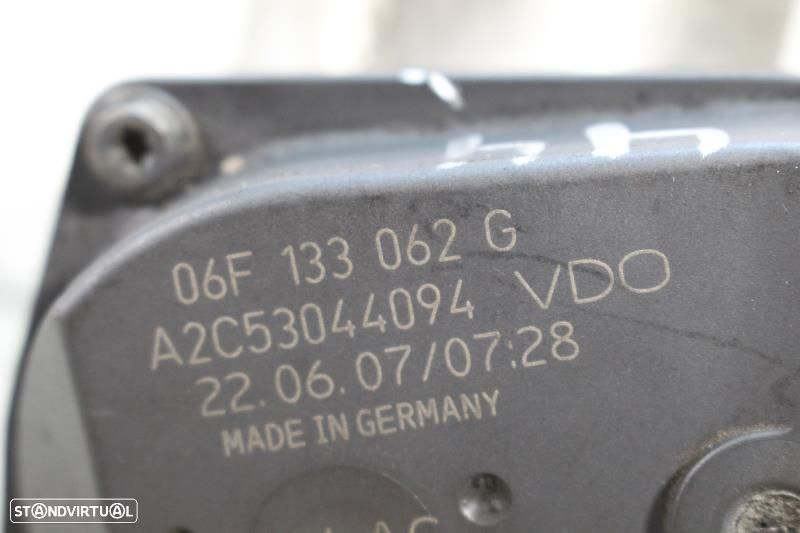 06F 133 062 G
A2C53044094 VDO
22.06.07/07:28
MADE IN GERMANY
STANDVIRTUAL